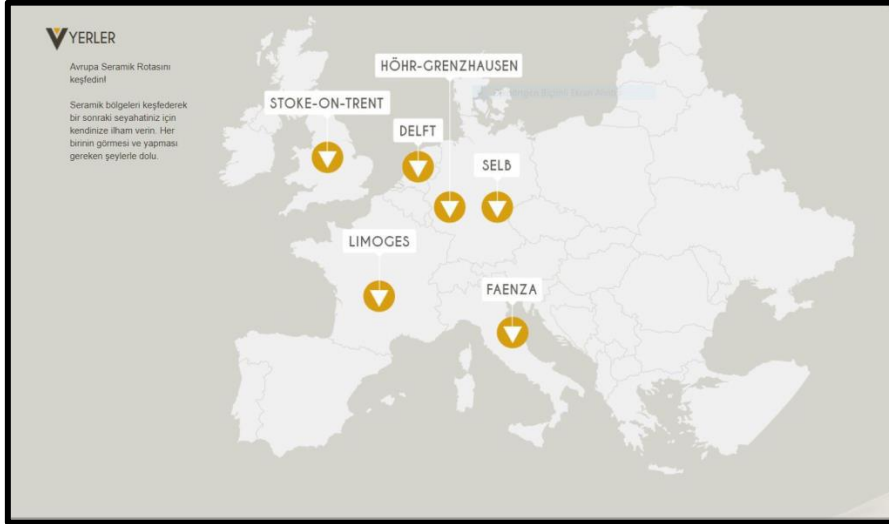 YERLER
Avrupa Seramik Rotasını
keşfedin!
Seramik bölgeleri keşfederek
bir sonraki seyahatiniz için
kendinize ilham verin. Her
birinin görmesi ve yapması
gereken şeylerle dolu.
HÖHR-GRENZHAUSEN
STOKE-ON-TRENT
DELFT
SELB
LIMOGES
FAENZA